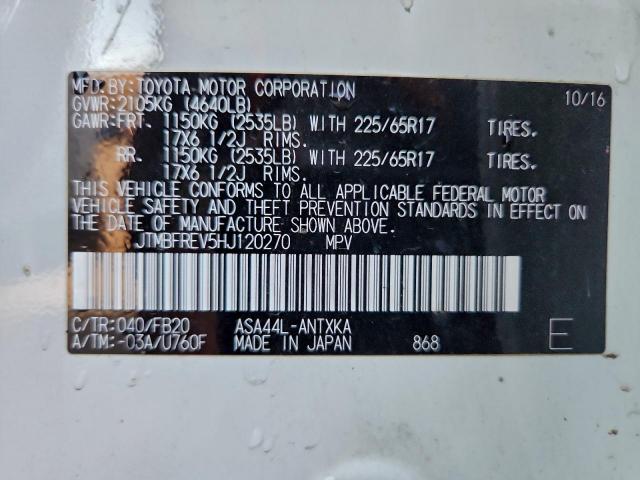 MFD. BY: TOYOTA MOTOR CORPORATION 10/16
GVWR: 2105KG (4640LB)
GAWR: FRT. 1150KG (2535LB) WITH 225/65R17 TIRES.
17X6 1/2J RIMS.
RR. 1150KG (2535LB) WITH 225/65R17 TIRES.
17X6 1/2J RIMS.
THIS VEHICLE CONFORMS TO ALL APPLICABLE FEDERAL MOTOR
VEHICLE SAFETY AND THEFT PREVENTION STANDARDS IN EFFECT ON
THE DATE OF MANUFACTURE SHOWN ABOVE.
JTMBFREV5HJ120270 MPV
C/TR: 040/FB20 ASA44L-ANTXKA
A/TM: -03A/U760F MADE IN JAPAN 868 E